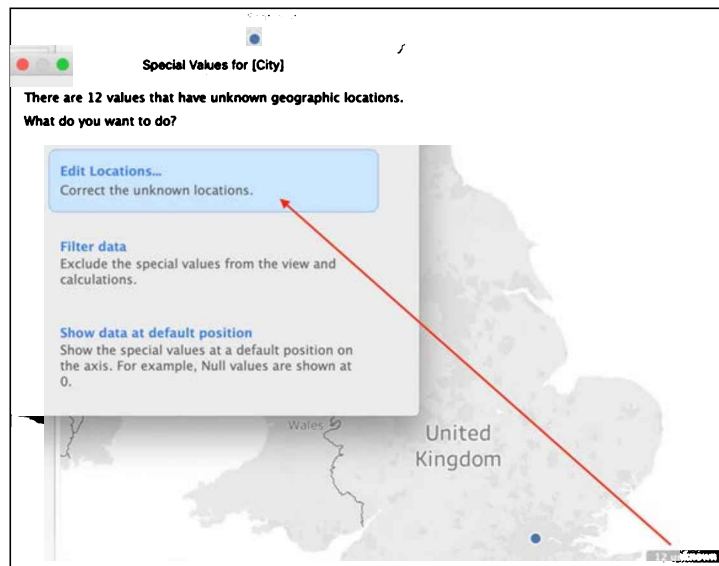 Special Values for [City]
There are 12 values that have unknown geographic locations.
What do you want to do?
Edit Locations...
Correct the unknown locations.
Filter data
Exclude the special values from the view and
calculations.
Show data at default position
Show the special values at a default position on
the axis. For example, Null values are shown at
0.
Wales
United
Kingdom
12 unknown